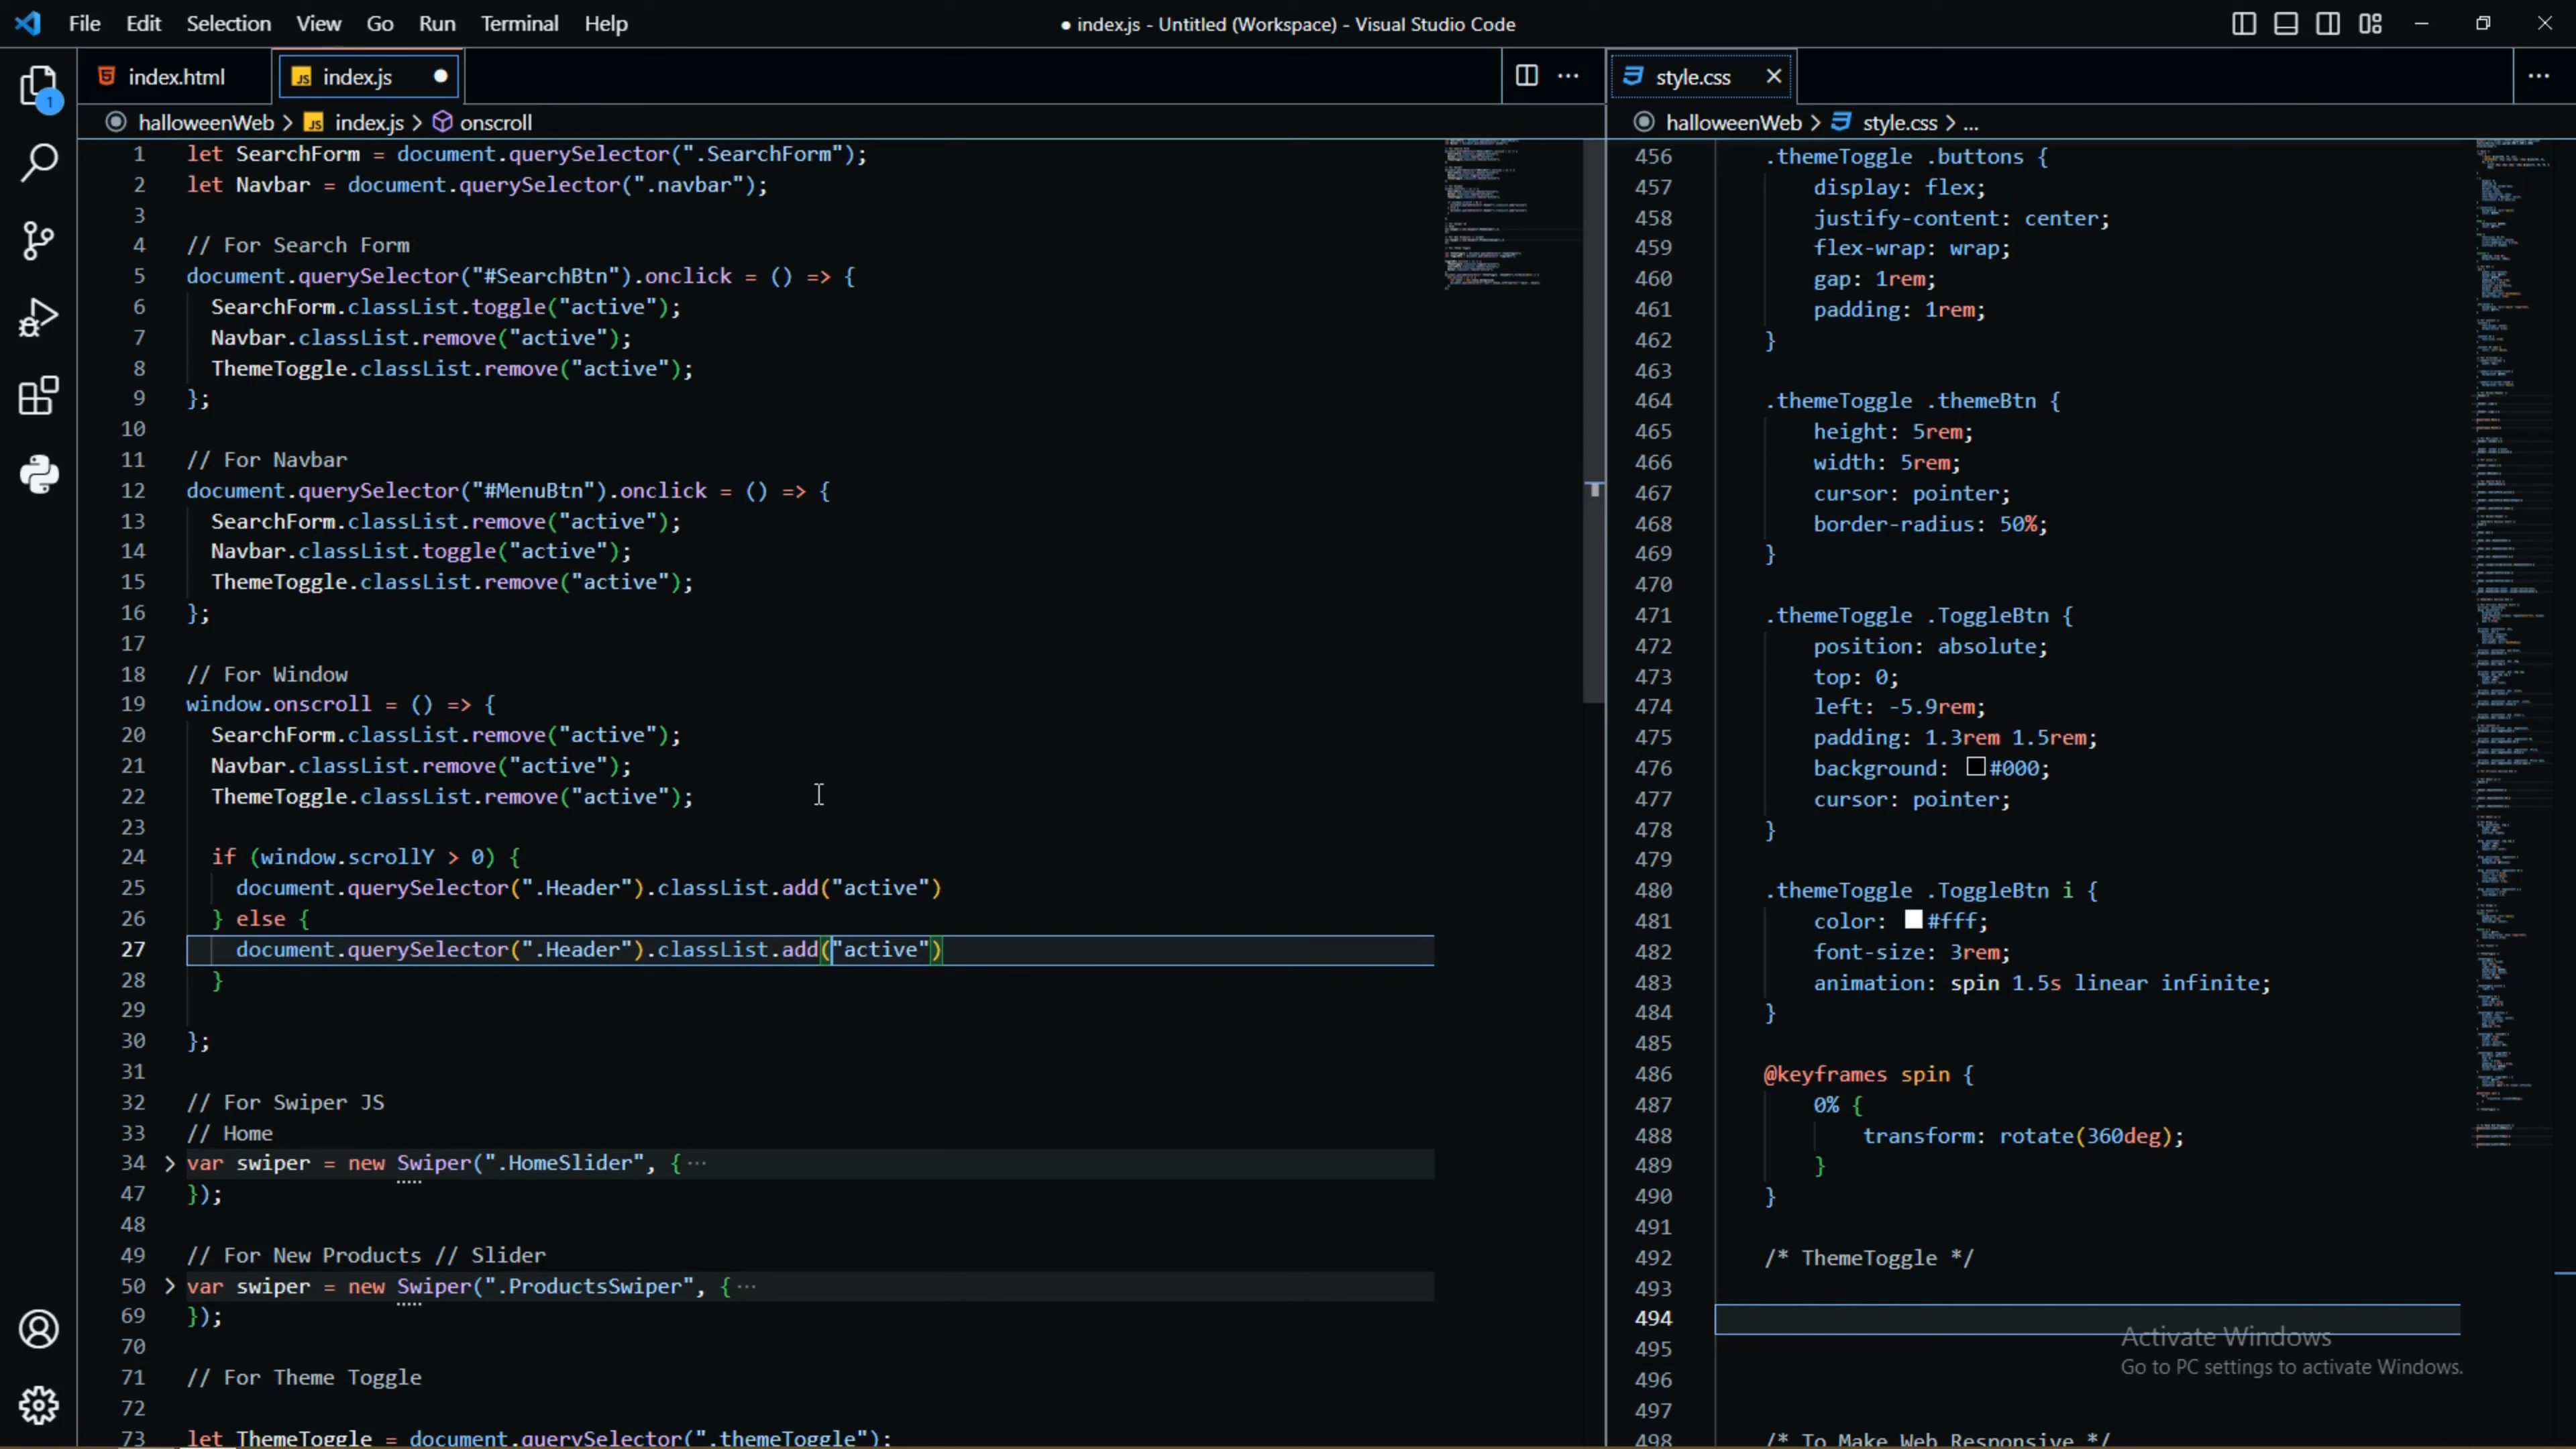 File Edit Selection View Go Run Terminal Help
● index.js - Untitled (Workspace) - Visual Studio Code
index.html
JS index.js
style.css
halloweenWeb > JS index.js > onscroll
halloweenWeb > style.css > ...
1
1 let SearchForm = document.querySelector(".SearchForm");
2 let Navbar = document.querySelector(".navbar");
3
4 // For Search Form
5 document.querySelector("#SearchBtn").onclick = () => {
6 SearchForm.classList.toggle("active");
7 Navbar.classList.remove("active");
8 ThemeToggle.classList.remove("active");
9 };
10
11 // For Navbar
12 document.querySelector("#MenuBtn").onclick = () => {
13 SearchForm.classList.remove("active");
14 Navbar.classList.toggle("active");
15 ThemeToggle.classList.remove("active");
16 };
17
18 // For Window
19 window.onscroll = () => {
20 SearchForm.classList.remove("active");
21 Navbar.classList.remove("active");
22 ThemeToggle.classList.remove("active");
23
24 if (window.scrollY > 0) {
25 document.querySelector(".Header").classList.add("active")
26 } else {
27 document.querySelector(".Header").classList.add("active")
28 }
29
30 };
31
32 // For Swiper JS
33 // Home
34 var swiper = new Swiper(".HomeSlider", { ...
47 });
48
49 // For New Products // Slider
50 var swiper = new Swiper(".ProductsSwiper", { ...
69 });
70
71 // For Theme Toggle
72
73 let ThemeToggle = document.querySelector(".themeToggle");
456 .themeToggle .buttons {
457 display: flex;
458 justify-content: center;
459 flex-wrap: wrap;
460 gap: 1rem;
461 padding: 1rem;
462 }
463
464 .themeToggle .themeBtn {
465 height: 5rem;
466 width: 5rem;
467 cursor: pointer;
468 border-radius: 50%;
469 }
470
471 .themeToggle .ToggleBtn {
472 position: absolute;
473 top: 0;
474 left: -5.9rem;
475 padding: 1.3rem 1.5rem;
476 background: #000;
477 cursor: pointer;
478 }
479
480 .themeToggle .ToggleBtn i {
481 color: #fff;
482 font-size: 3rem;
483 animation: spin 1.5s linear infinite;
484 }
485
486 @keyframes spin {
487 0% {
488 transform: rotate(360deg);
489 }
490 }
491
492 /* ThemeToggle */
493
494
495
496
497
498 /* To Make Web Responsive */
Activate Windows
Go to PC settings to activate Windows.